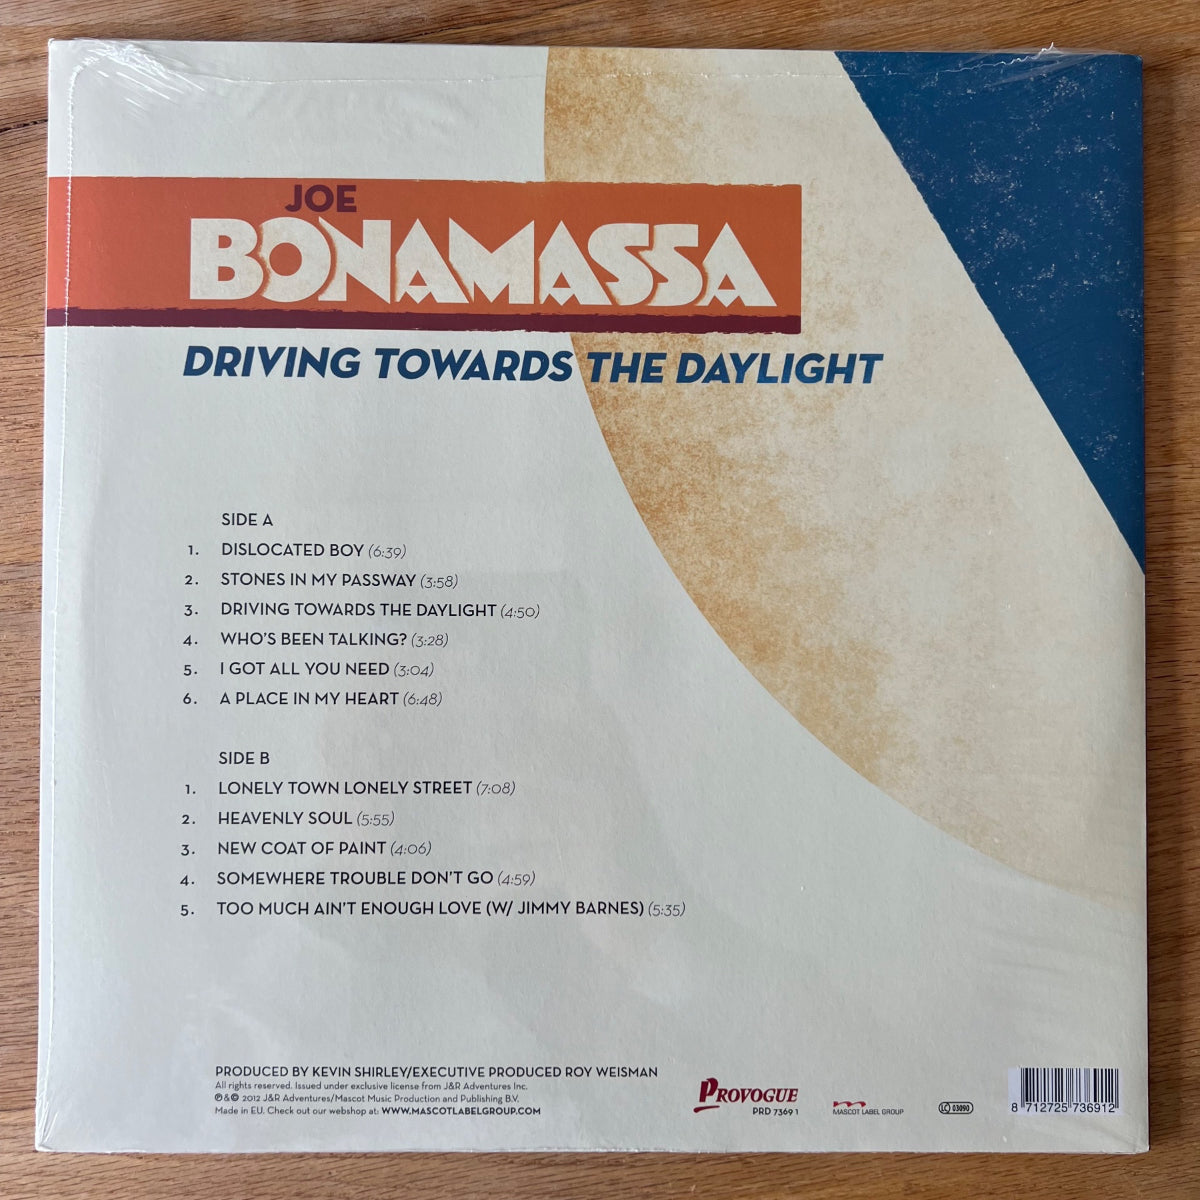 JOE
BONAMASSA
DRIVING TOWARDS THE DAYLIGHT
SIDE A
1. DISLOCATED BOY (6:39)
2. STONES IN MY PASSWAY (3:58)
3. DRIVING TOWARDS THE DAYLIGHT (4:50)
4. WHO'S BEEN TALKING? (3:28)
5. I GOT ALL YOU NEED (3:04)
6. A PLACE IN MY HEART (6:48)
SIDE B
1. LONELY TOWN LONELY STREET (7:08)
2. HEAVENLY SOUL (5:55)
3. NEW COAT OF PAINT (4:06)
4. SOMEWHERE TROUBLE DON'T GO (4:59)
5. TOO MUCH AIN'T ENOUGH LOVE (W/ JIMMY BARNES) (5:35)
PRODUCED BY KEVIN SHIRLEY/EXECUTIVE PRODUCED ROY WEISMAN
All rights reserved. Issued under exclusive license from J&R Adventures Inc.
℗&© 2012 J&R Adventures/Mascot Music Production and Publishing B.V.
Made in EU. Check out our webshop at: WWW.MASCOTLABELGROUP.COM
PROVOGUE
PRD 7369 1
MASCOT LABEL GROUP
LC 03090
8 712725 736912